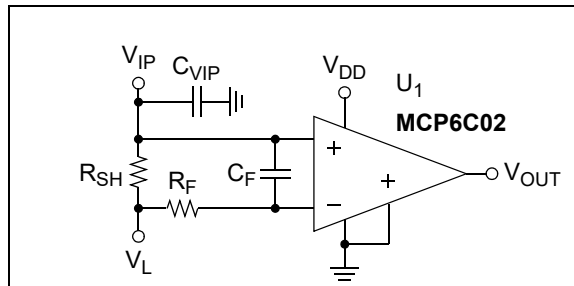 V_IP
C_VIP
V_DD
U_1
MCP6C02
+
R_SH
R_F
C_F
+
V_OUT
−
V_L